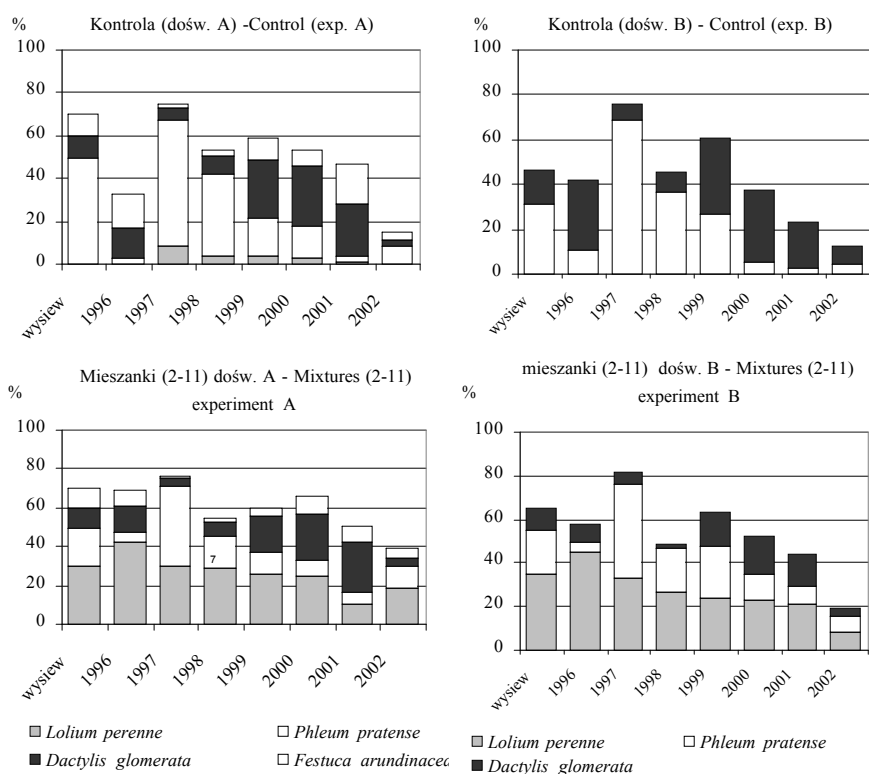 % Kontrola (dośw. A) -Control (exp. A)
100
80
60
40
20
0
wysiew 1996 1997 1998 1999 2000 2001 2002
% Kontrola (dośw. B) - Control (exp. B)
100
80
60
40
20
0
wysiew 1996 1997 1998 1999 2000 2001 2002
Mieszanki (2-11) dośw. A - Mixtures (2-11)
% experiment A
100
80
60
40
20
0
7
wysiew 1996 1997 1998 1999 2000 2001 2002
Lolium perenne Phleum pratense
Dactylis glomerata Festuca arundinacea
mieszanki (2-11) dośw. B - Mixtures (2-11)
% experiment B
100
80
60
40
20
0
wysiew 1996 1997 1998 1999 2000 2001 2002
Lolium perenne Phleum pratense
Dactylis glomerata